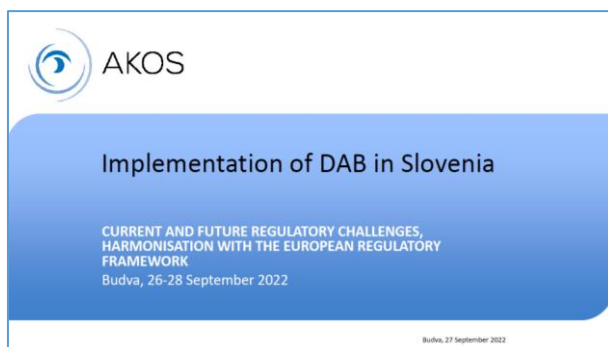 AKOS
Implementation of DAB in Slovenia
CURRENT AND FUTURE REGULATORY CHALLENGES,
HARMONISATION WITH THE EUROPEAN REGULATORY
FRAMEWORK
Budva, 26-28 September 2022
Budva, 27 September 2022